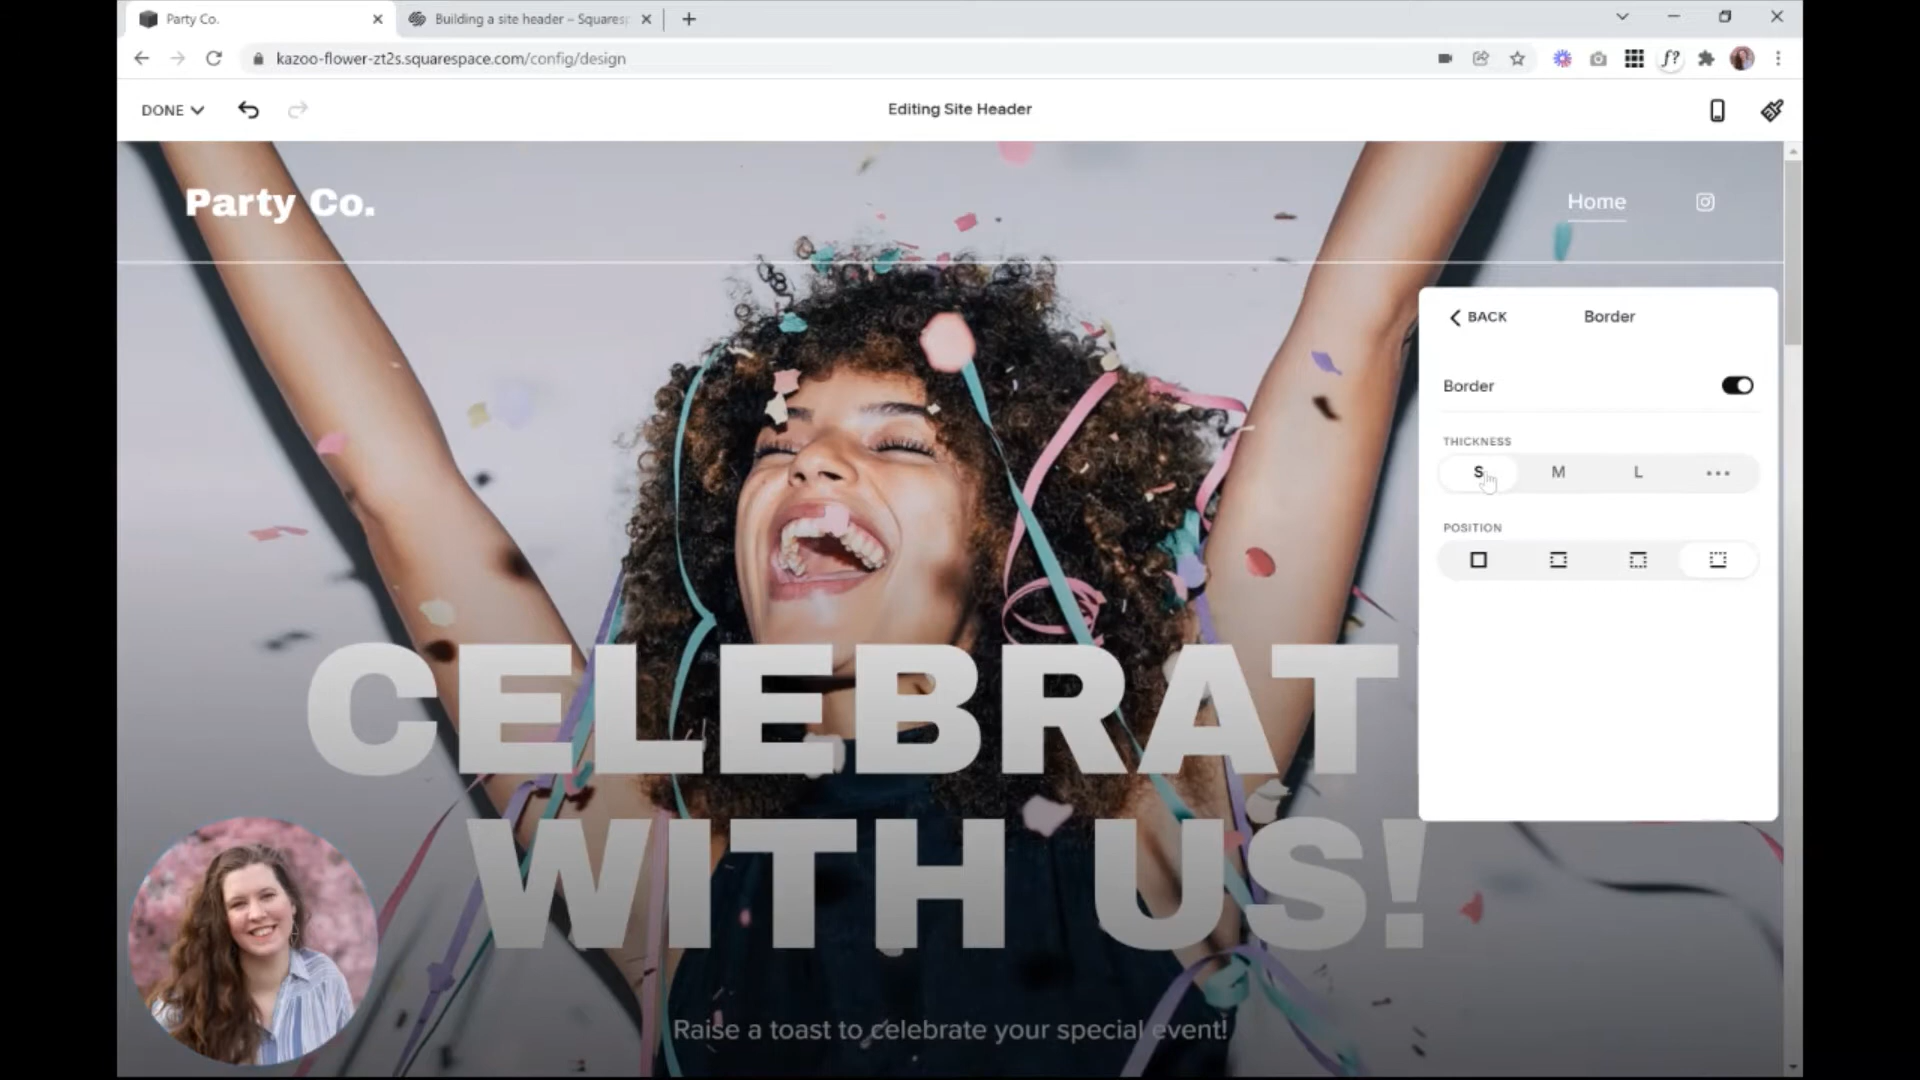 Party Co.
Building a site header – Squaresp
kazoo-flower-zt2s.squarespace.com/config/design
f?
DONE
Editing Site Header
Party Co.
Home
BACK
Border
Border
THICKNESS
S
M
L
POSITION
CELEBRAT
WITH US!
Raise a toast to celebrate your special event!